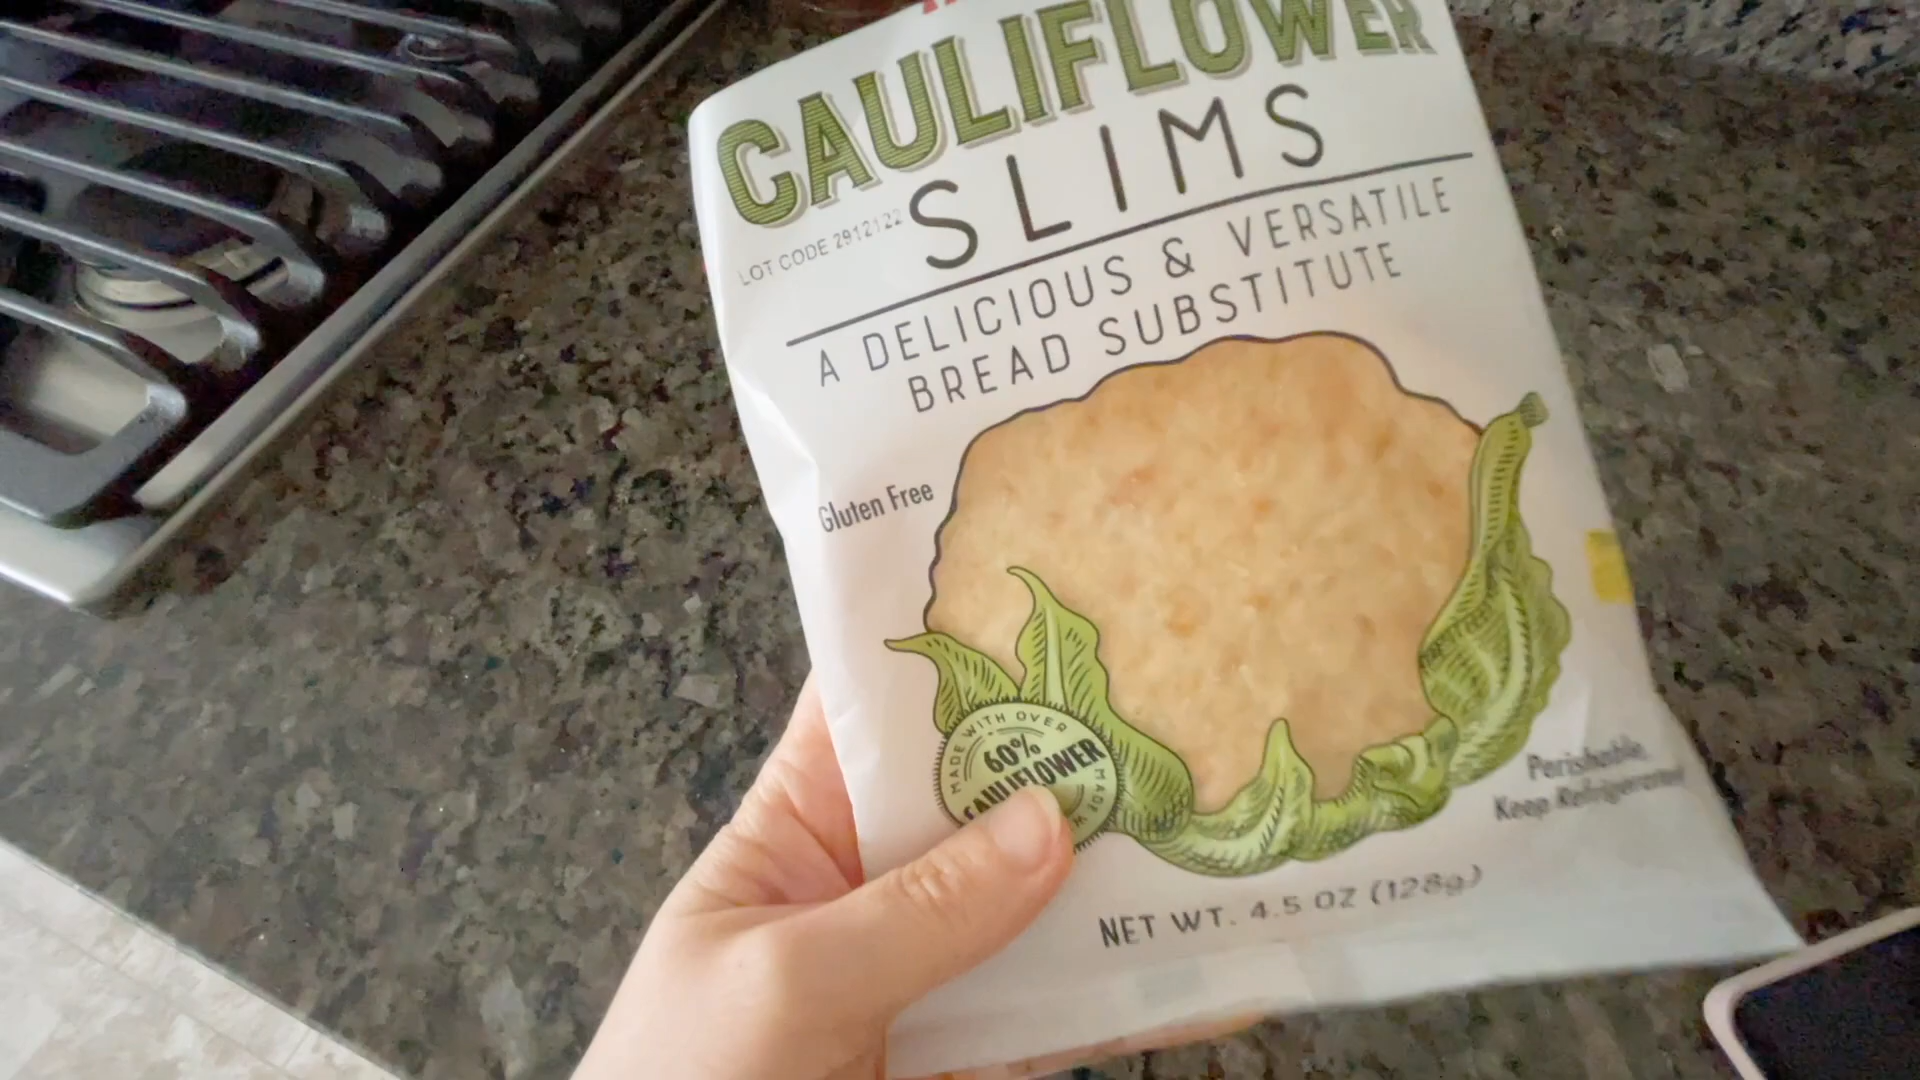 CAULIFLOWER
SLIMS
LOT CODE 2912122
A DELICIOUS & VERSATILE
BREAD SUBSTITUTE
Gluten Free
MADE WITH OVER
60%
CAULIFLOWER
MADE W
Perishable
Keep Refrigerated
NET WT. 4.5 OZ (128g)